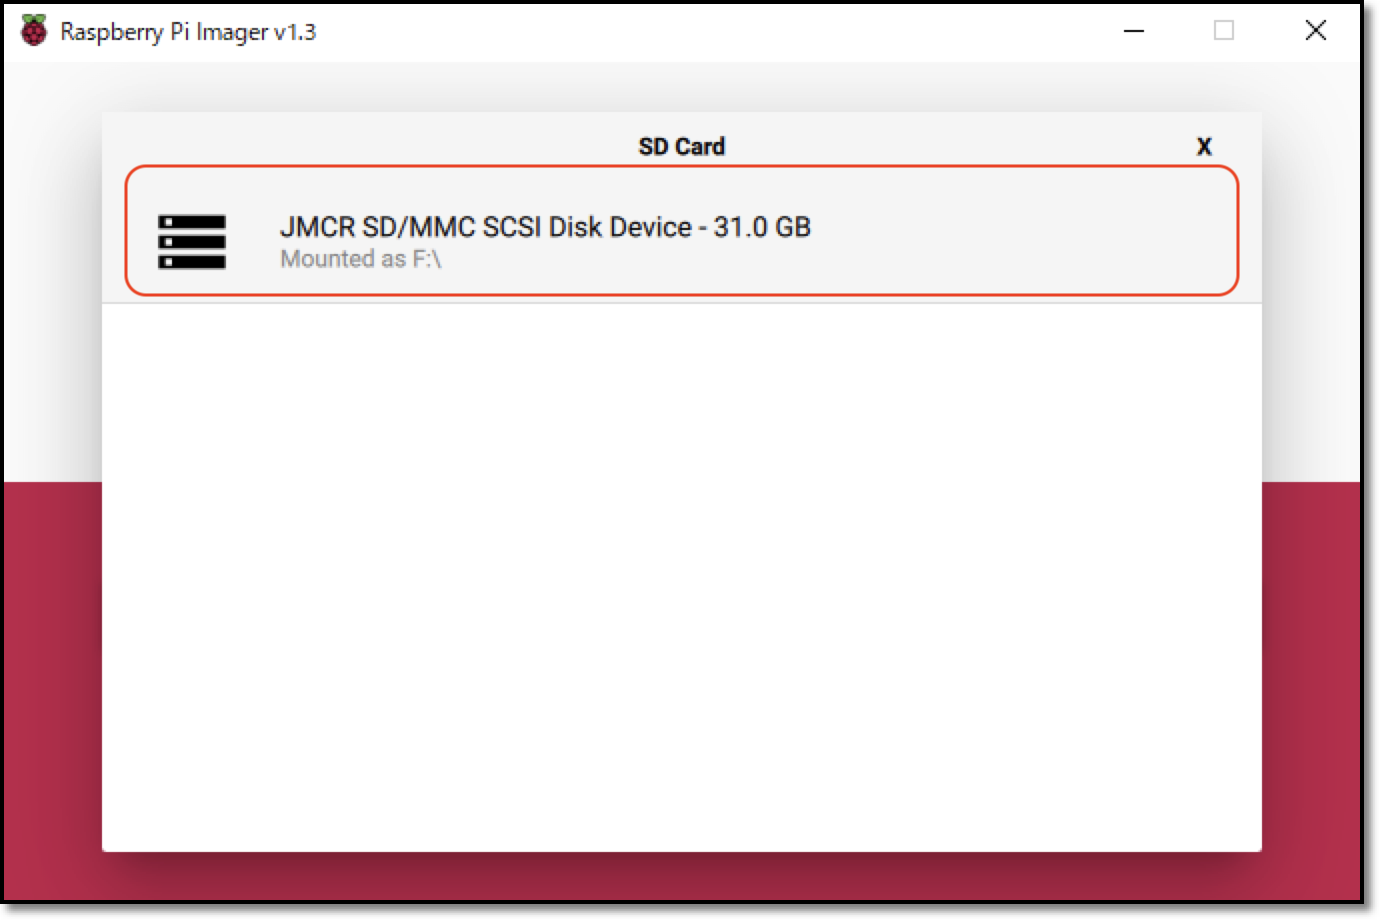 Raspberry Pi Imager v1.3
SD Card X
JMCR SD/MMC SCSI Disk Device - 31.0 GB
Mounted as F:\